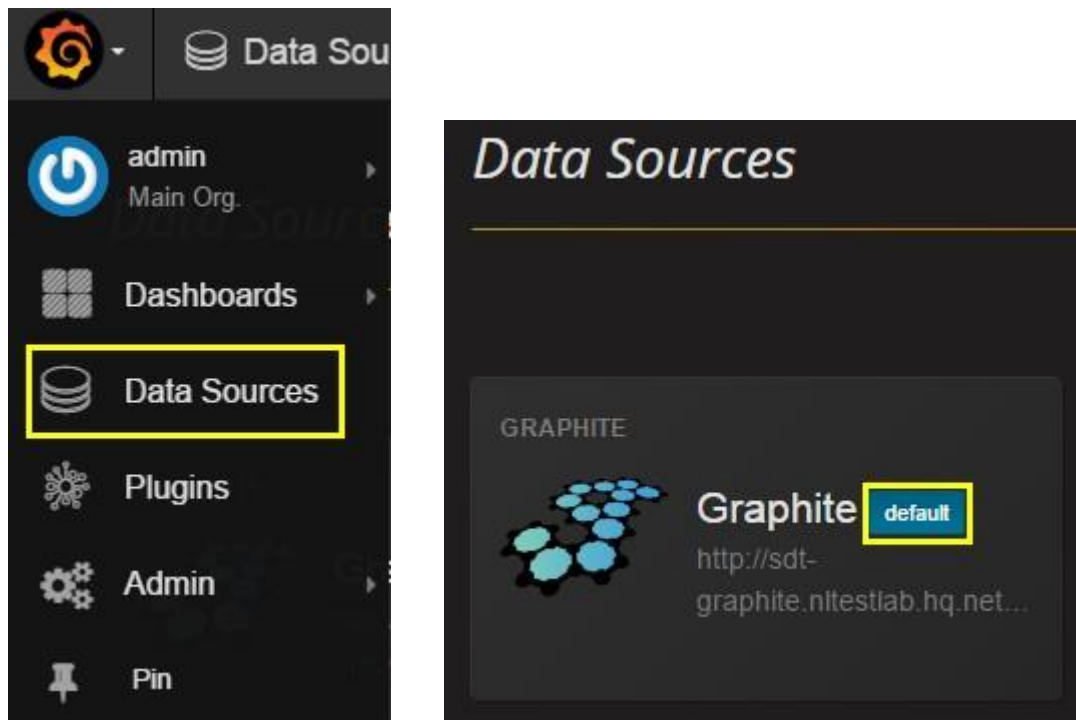 Data Sou
admin
Main Org.
Dashboards
Data Sources
Plugins
Admin
Pin
Data Sources
GRAPHITE
Graphite default
http://sdt-
graphite.nltestlab.hq.net...